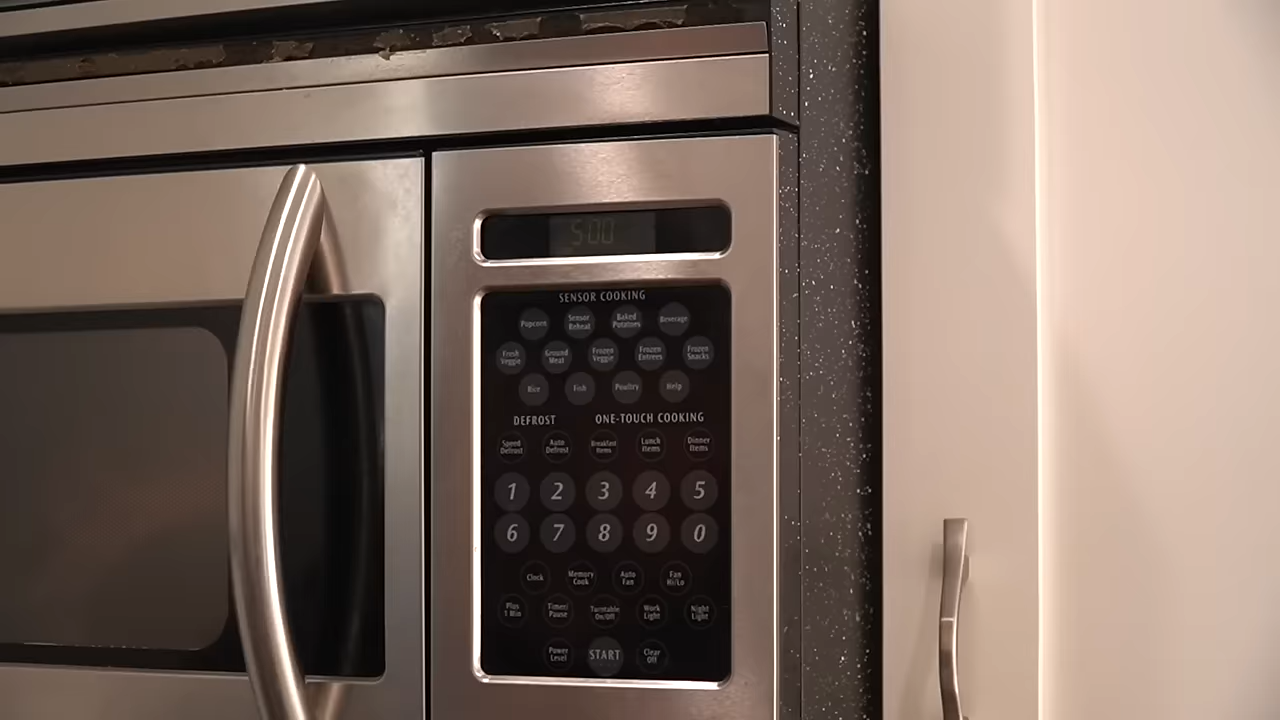 5:00
SENSOR COOKING
Popcorn Sensor Reheat Baked Potatoes Beverage
Fresh Veggie Ground Meat Frozen Veggie Frozen Entrees Frozen Snacks
Rice Fish Poultry Help
DEFROST ONE-TOUCH COOKING
Speed Defrost Auto Defrost Breakfast Items Lunch Items Dinner Items
1 2 3 4 5
6 7 8 9 0
Clock Memory Cook Auto Fan Fan Hi/Lo
Plus 1 Min Timer/ Pause Turntable On/Off Work Light Night Light
Power Level START Clear Off